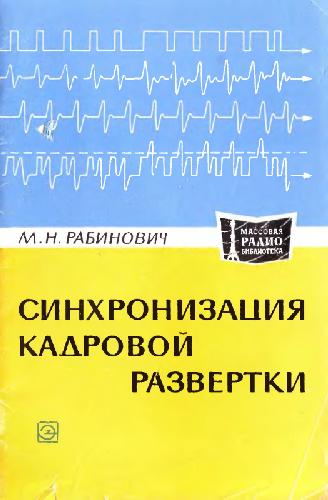 М. Н. РАБИНОВИЧ
МАССОВАЯ
РАДИО
БИБЛИОТЕКА
СИНХРОНИЗАЦИЯ
КАДРОВОЙ
РАЗВЕРТКИ